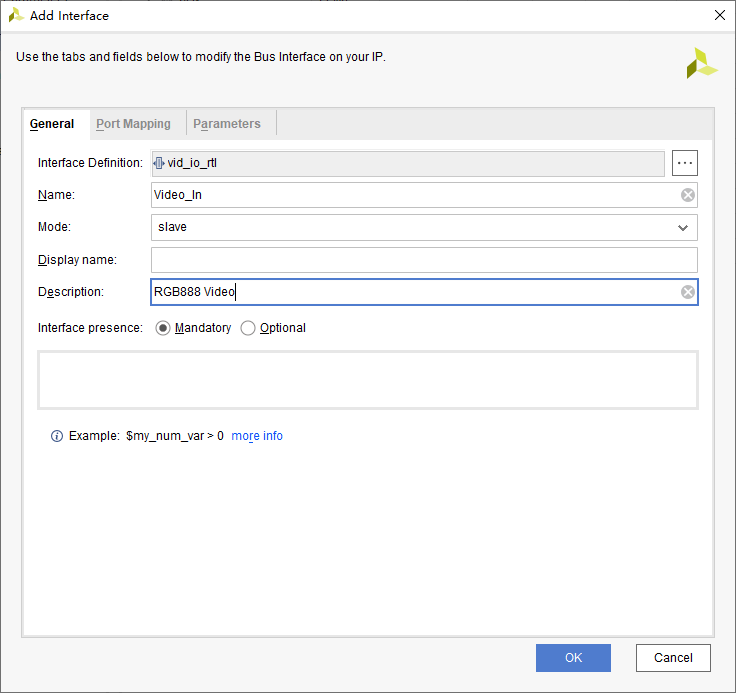 Add Interface
Use the tabs and fields below to modify the Bus Interface on your IP.
General Port Mapping Parameters
Interface Definition: vid_io_rtl ...
Name: Video_In
Mode: slave
Display name:
Description: RGB888 Video
Interface presence: Mandatory Optional
Example: $my_num_var > 0 more info
OK Cancel